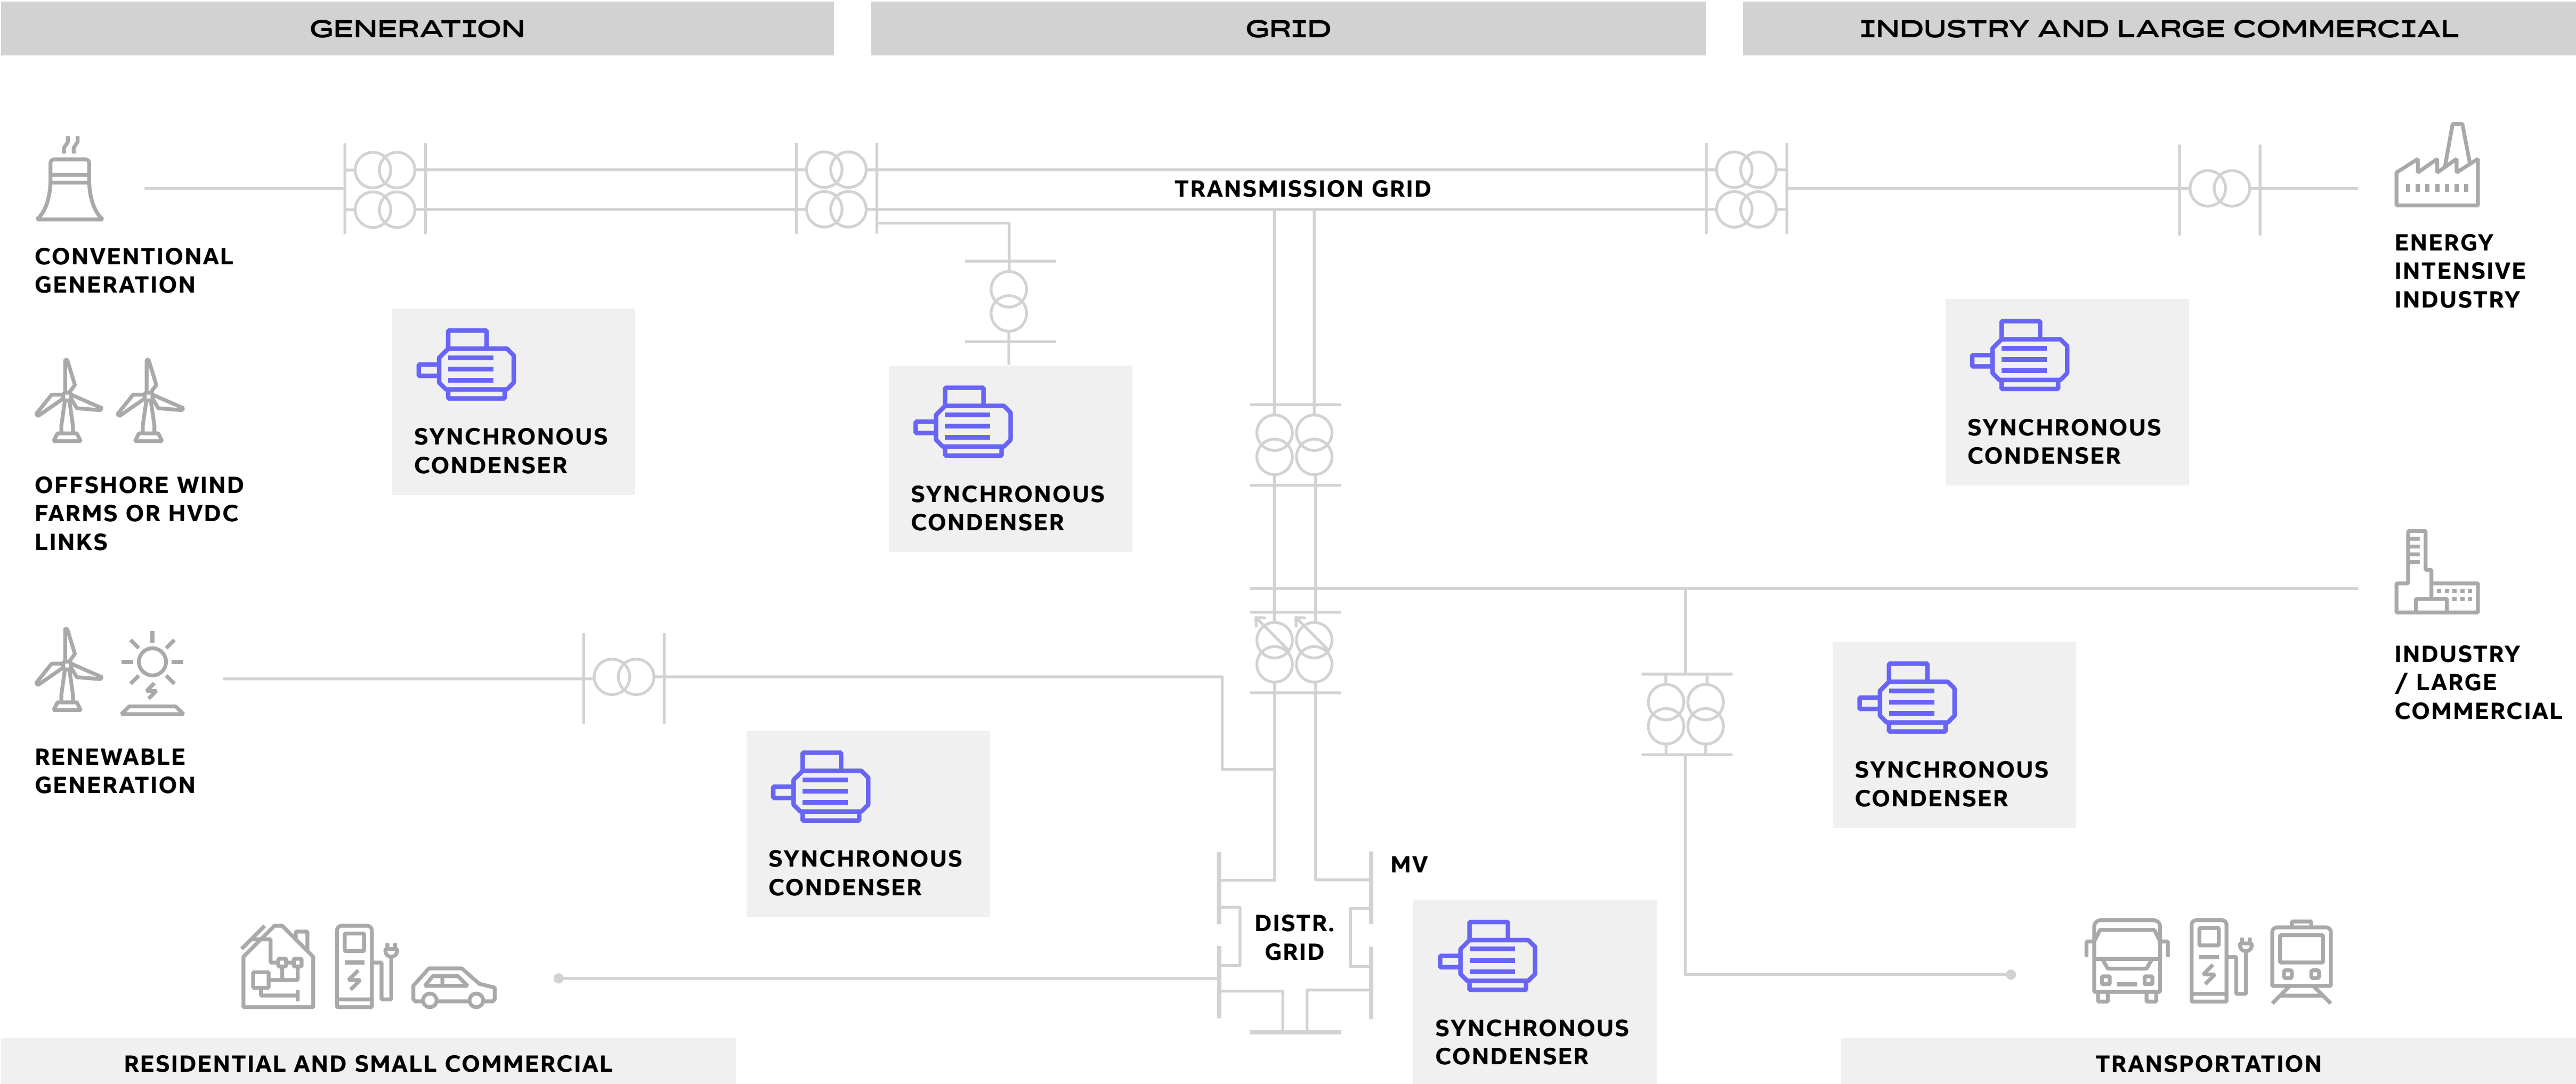 GENERATION
GRID
INDUSTRY AND LARGE COMMERCIAL
TRANSMISSION GRID
CONVENTIONAL
GENERATION
ENERGY
INTENSIVE
INDUSTRY
SYNCHRONOUS
CONDENSER
SYNCHRONOUS
CONDENSER
SYNCHRONOUS
CONDENSER
OFFSHORE WIND
FARMS OR HVDC
LINKS
INDUSTRY
/ LARGE
COMMERCIAL
RENEWABLE
GENERATION
SYNCHRONOUS
CONDENSER
SYNCHRONOUS
CONDENSER
MV
DISTR.
GRID
SYNCHRONOUS
CONDENSER
RESIDENTIAL AND SMALL COMMERCIAL
TRANSPORTATION